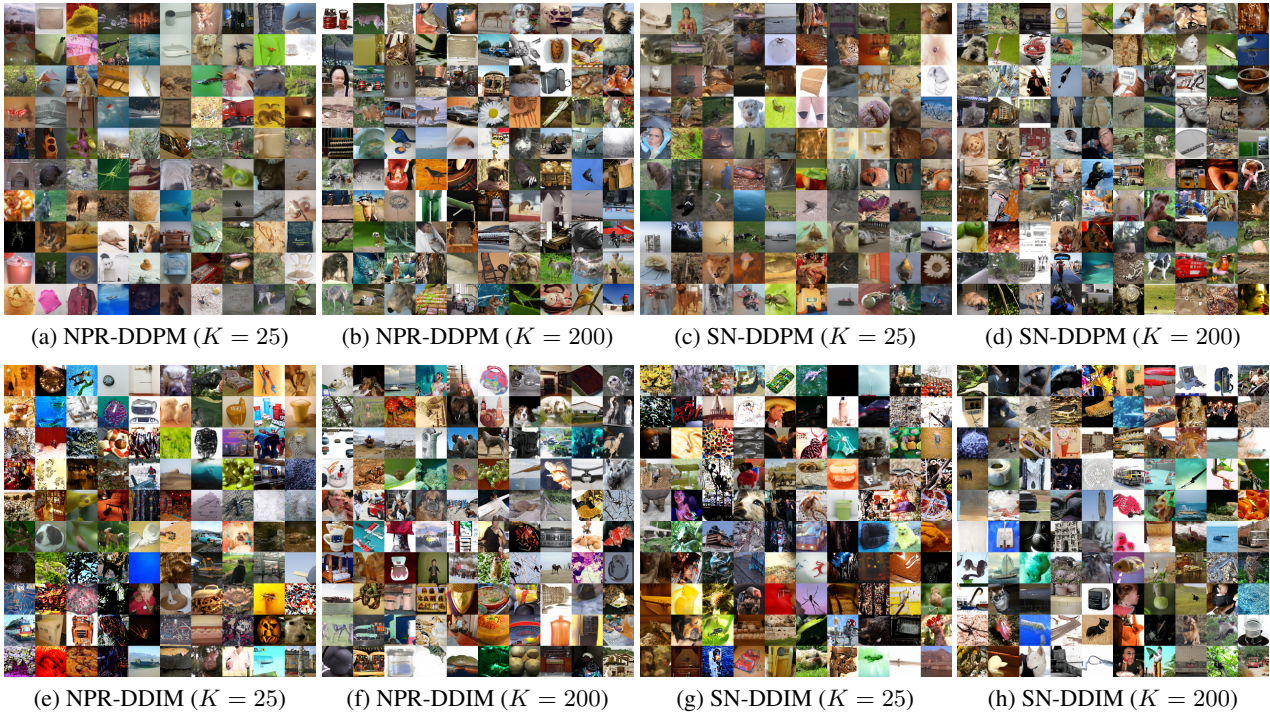 (a) NPR-DDPM (K = 25)
(b) NPR-DDPM (K = 200)
(c) SN-DDPM (K = 25)
(d) SN-DDPM (K = 200)
(e) NPR-DDIM (K = 25)
(f) NPR-DDIM (K = 200)
(g) SN-DDIM (K = 25)
(h) SN-DDIM (K = 200)